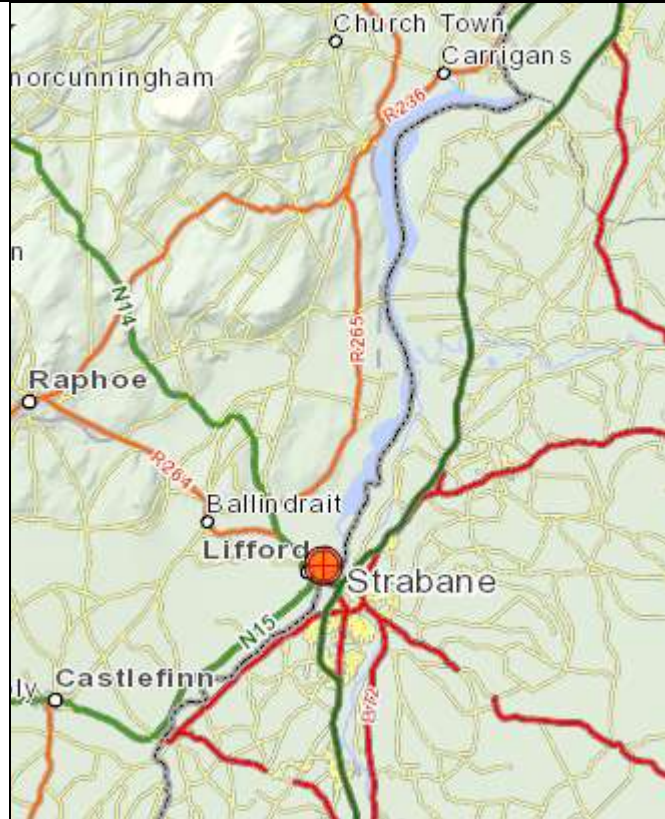 Church Town
Carrigans
norcunningham
R236
n
N14
R265
Raphoe
R264
Ballindrait
Lifford
Strabane
N15
Castlefinn
B72